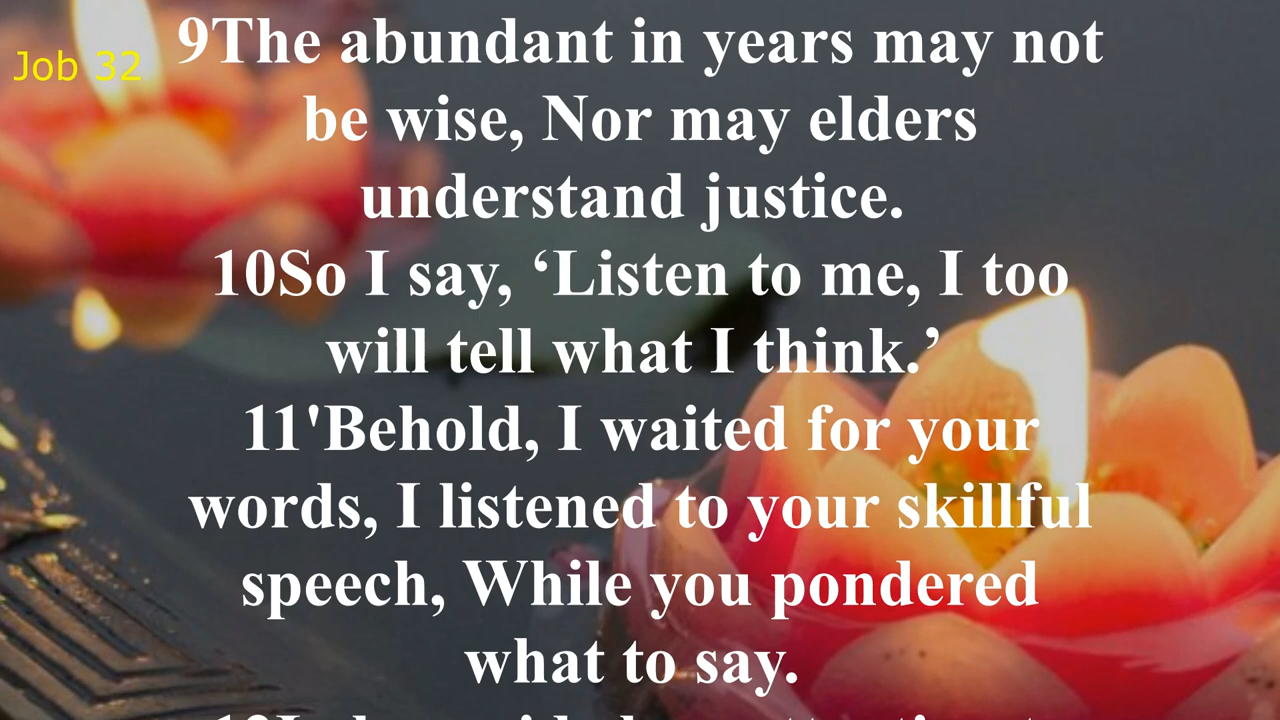 Job 32
9The abundant in years may not
be wise, Nor may elders
understand justice.
10So I say, ‘Listen to me, I too
will tell what I think.’
11'Behold, I waited for your
words, I listened to your skillful
speech, While you pondered
what to say.